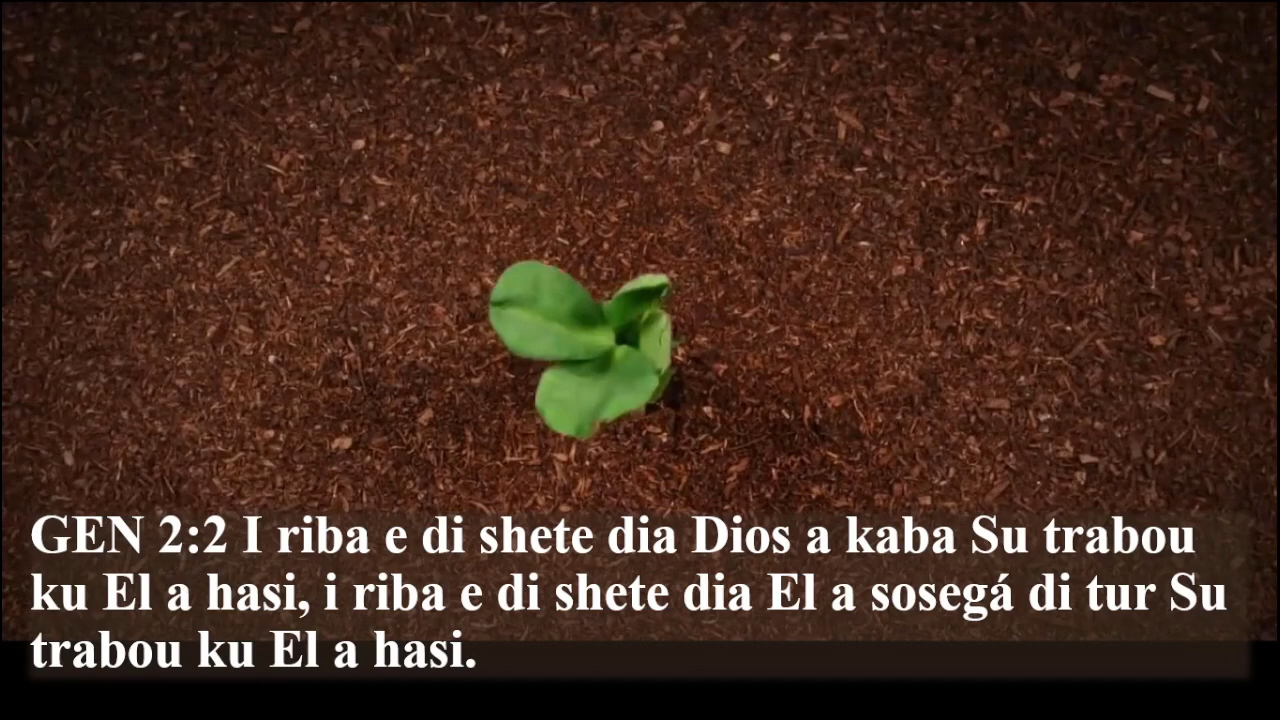 GEN 2:2 I riba e di shete dia Dios a kaba Su trabou
ku El a hasi, i riba e di shete dia El a sosegá di tur Su
trabou ku El a hasi.